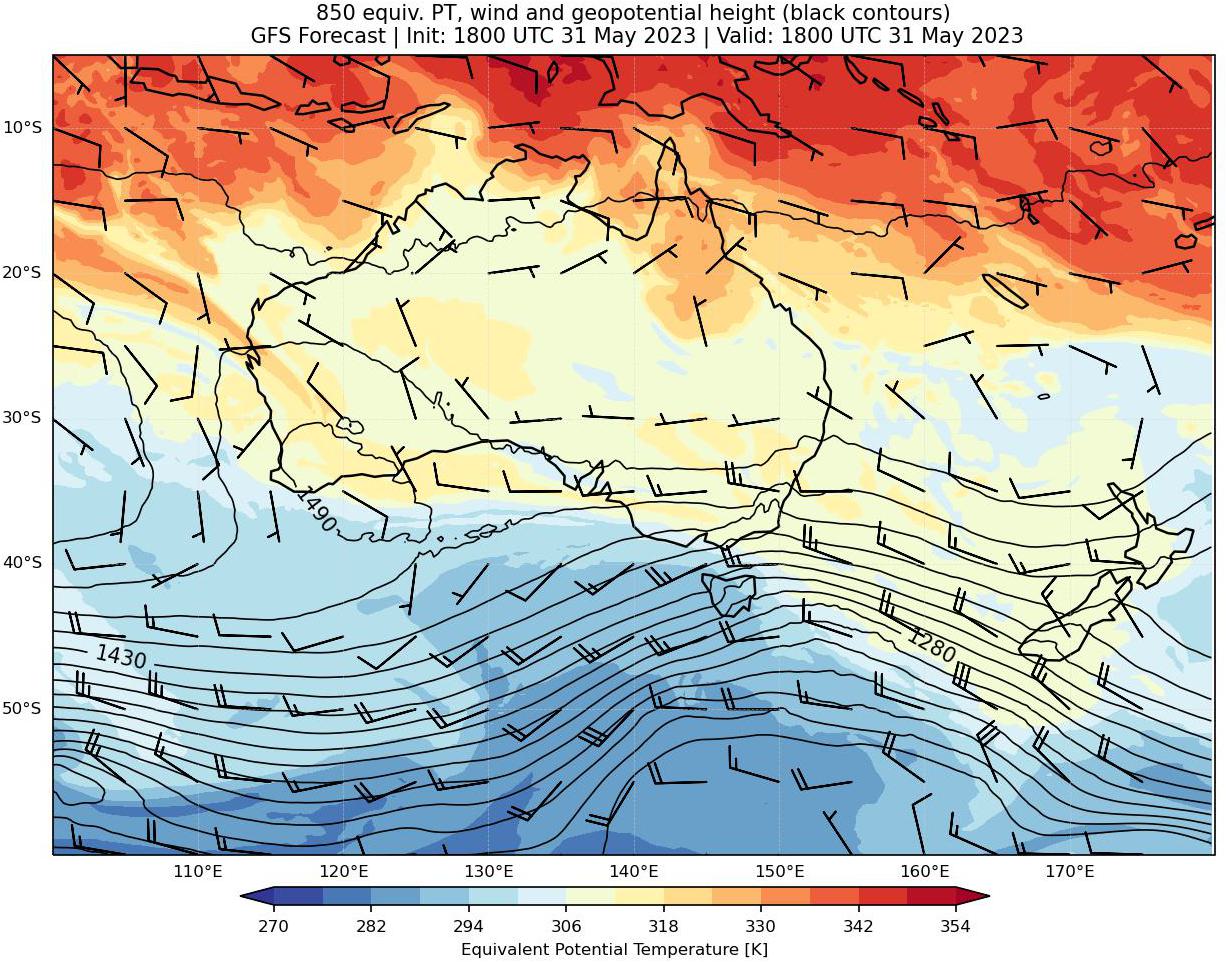 850 equiv. PT, wind and geopotential height (black contours)
GFS Forecast | Init: 1800 UTC 31 May 2023 | Valid: 1800 UTC 31 May 2023
10°S
20°S
30°S
1490
40°S
1280
1430
50°S
110°E 120°E 130°E 140°E 150°E 160°E 170°E
270 282 294 306 318 330 342 354
Equivalent Potential Temperature [K]